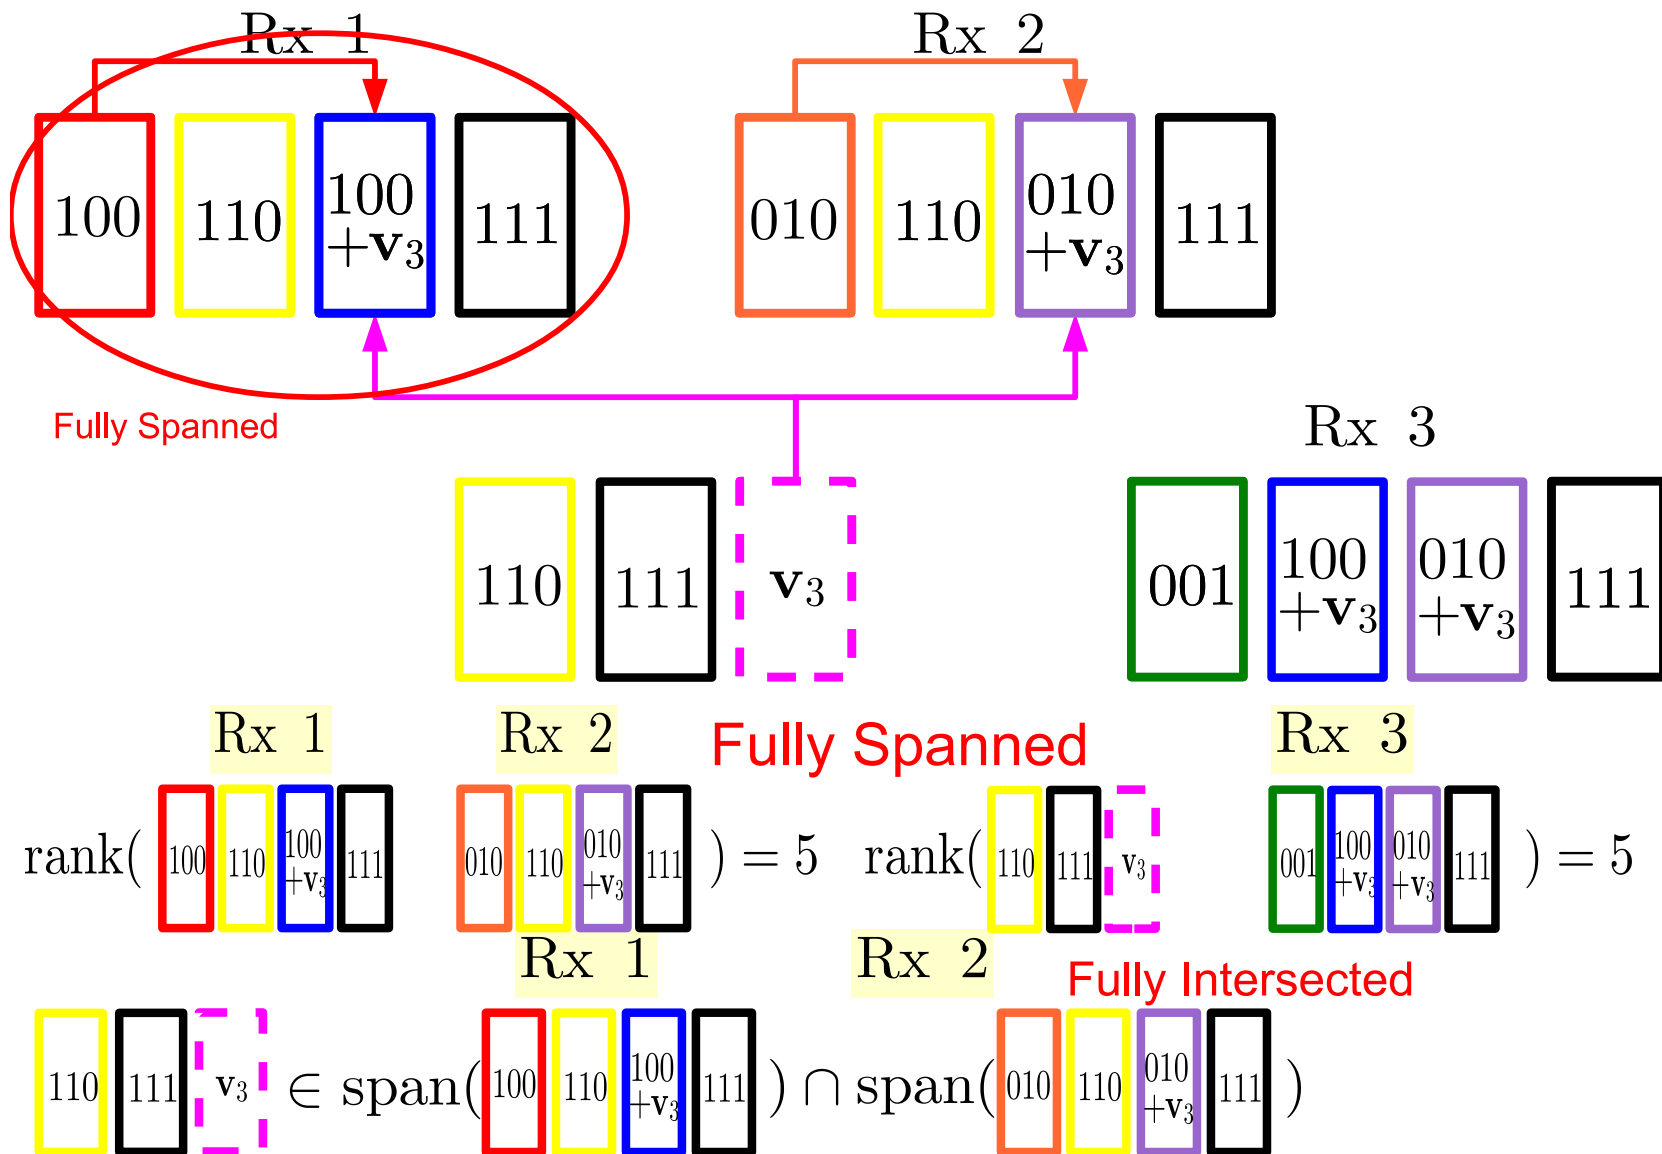 Rx 1 Rx 2
100 110 100 +v₃ 111 010 110 010 +v₃ 111
Fully Spanned
Rx 3
110 111 v₃ 001 100 +v₃ 010 +v₃ 111
Rx 1 Rx 2 Fully Spanned Rx 3
rank( 100 110 100 +v₃ 111 010 110 010 +v₃ 111 ) = 5 rank( 110 111 v₃ 001 100 +v₃ 010 +v₃ 111 ) = 5
Rx 1 Rx 2 Fully Intersected
110 111 v₃ ∈ span( 100 110 100 +v₃ 111 ) ∩ span( 010 110 010 +v₃ 111 )